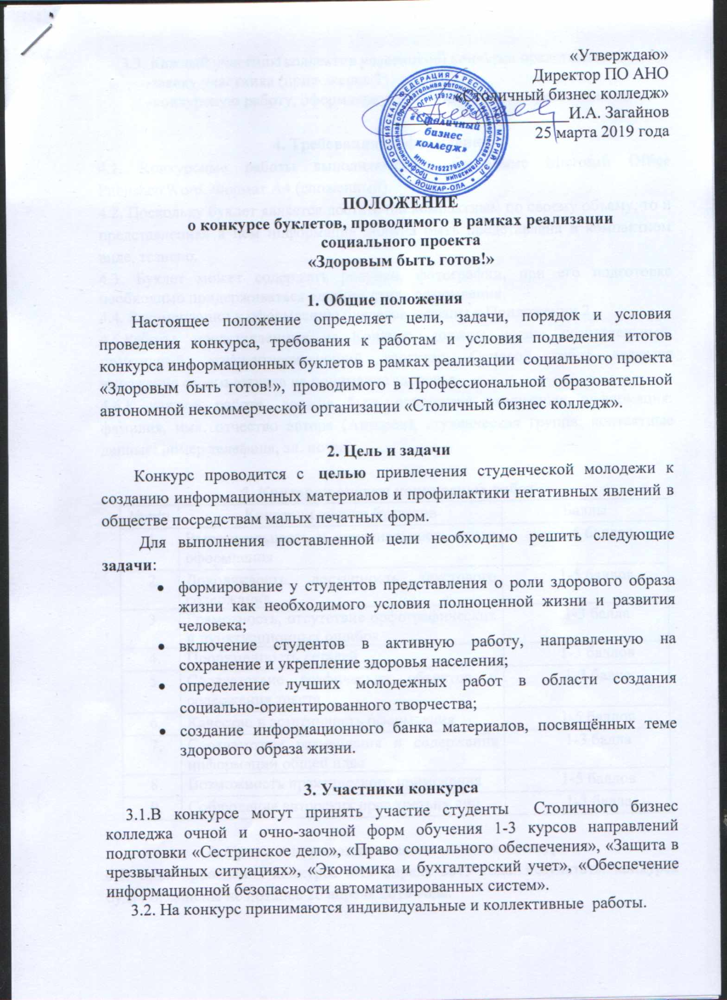 «Утверждаю»
Директор ПО АНО
«Столичный бизнес колледж»
И.А. Загайнов
25 марта 2019 года
РОССИЙСКАЯ ФЕДЕРАЦИЯ • РЕСПУБЛИКА МАРИЙ ЭЛ • г. ЙОШКАР-ОЛА •
Профессиональная образовательная автономная некоммерческая организация •
ОГРН
«Столичный
бизнес
колледж»
ИНН 1215227959
ПОЛОЖЕНИЕ
о конкурсе буклетов, проводимого в рамках реализации
социального проекта
«Здоровым быть готов!»
1. Общие положения
Настоящее положение определяет цели, задачи, порядок и условия
проведения конкурса, требования к работам и условия подведения итогов
конкурса информационных буклетов в рамках реализации социального проекта
«Здоровым быть готов!», проводимого в Профессиональной образовательной
автономной некоммерческой организации «Столичный бизнес колледж».
2. Цель и задачи
Конкурс проводится с целью привлечения студенческой молодежи к
созданию информационных материалов и профилактики негативных явлений в
обществе посредствам малых печатных форм.
Для выполнения поставленной цели необходимо решить следующие
задачи:
• формирование у студентов представления о роли здорового образа
жизни как необходимого условия полноценной жизни и развития
человека;
• включение студентов в активную работу, направленную на
сохранение и укрепление здоровья населения;
• определение лучших молодежных работ в области создания
социально-ориентированного творчества;
• создание информационного банка материалов, посвящённых теме
здорового образа жизни.
3. Участники конкурса
3.1.В конкурсе могут принять участие студенты Столичного бизнес
колледжа очной и очно-заочной форм обучения 1-3 курсов направлений
подготовки «Сестринское дело», «Право социального обеспечения», «Защита в
чрезвычайных ситуациях», «Экономика и бухгалтерский учет», «Обеспечение
информационной безопасности автоматизированных систем».
3.2. На конкурс принимаются индивидуальные и коллективные работы.